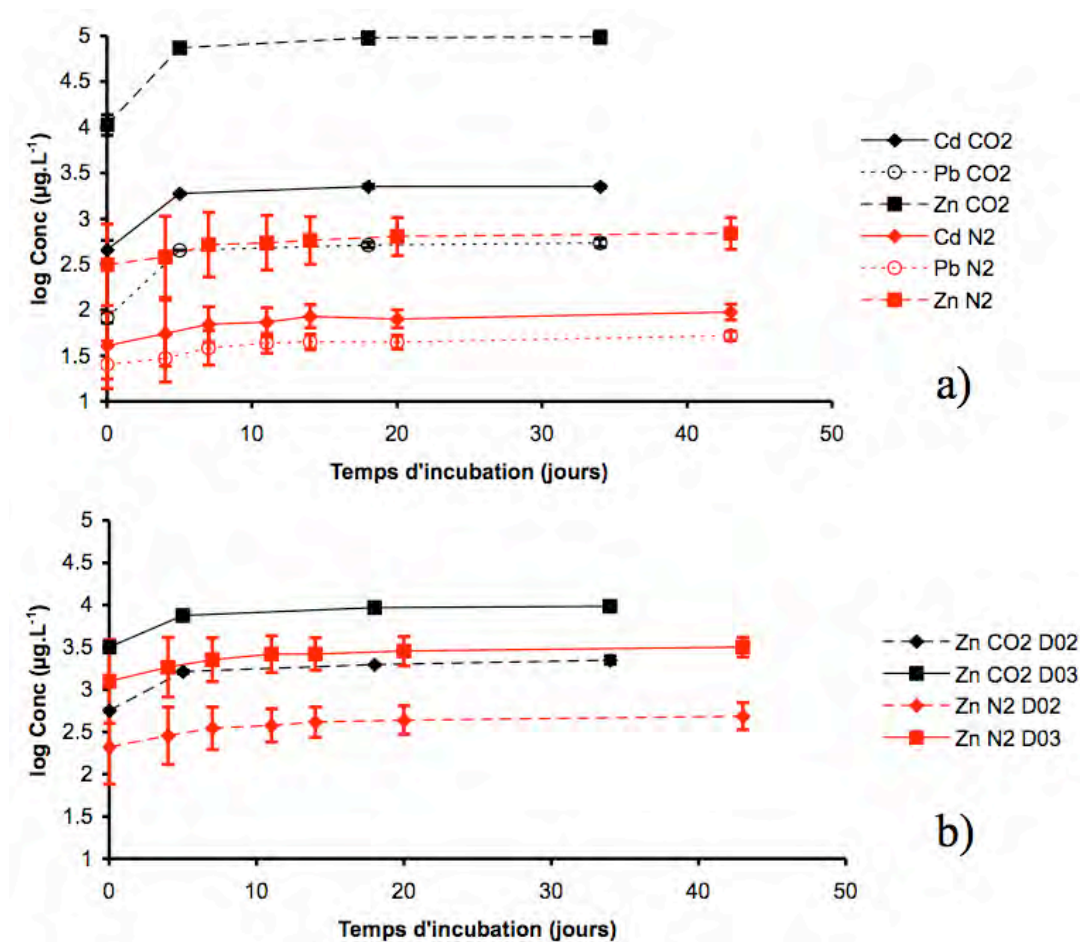 5
4.5
4
3.5
3
2.5
2
1.5
1
log Conc (µg.L⁻¹)
0 10 20 30 40 50
Temps d'incubation (jours)
Cd CO2
Pb CO2
Zn CO2
Cd N2
Pb N2
Zn N2
a)
5
4.5
4
3.5
3
2.5
2
1.5
1
log Conc (µg.L⁻¹)
0 10 20 30 40 50
Temps d'incubation (jours)
Zn CO2 D02
Zn CO2 D03
Zn N2 D02
Zn N2 D03
b)